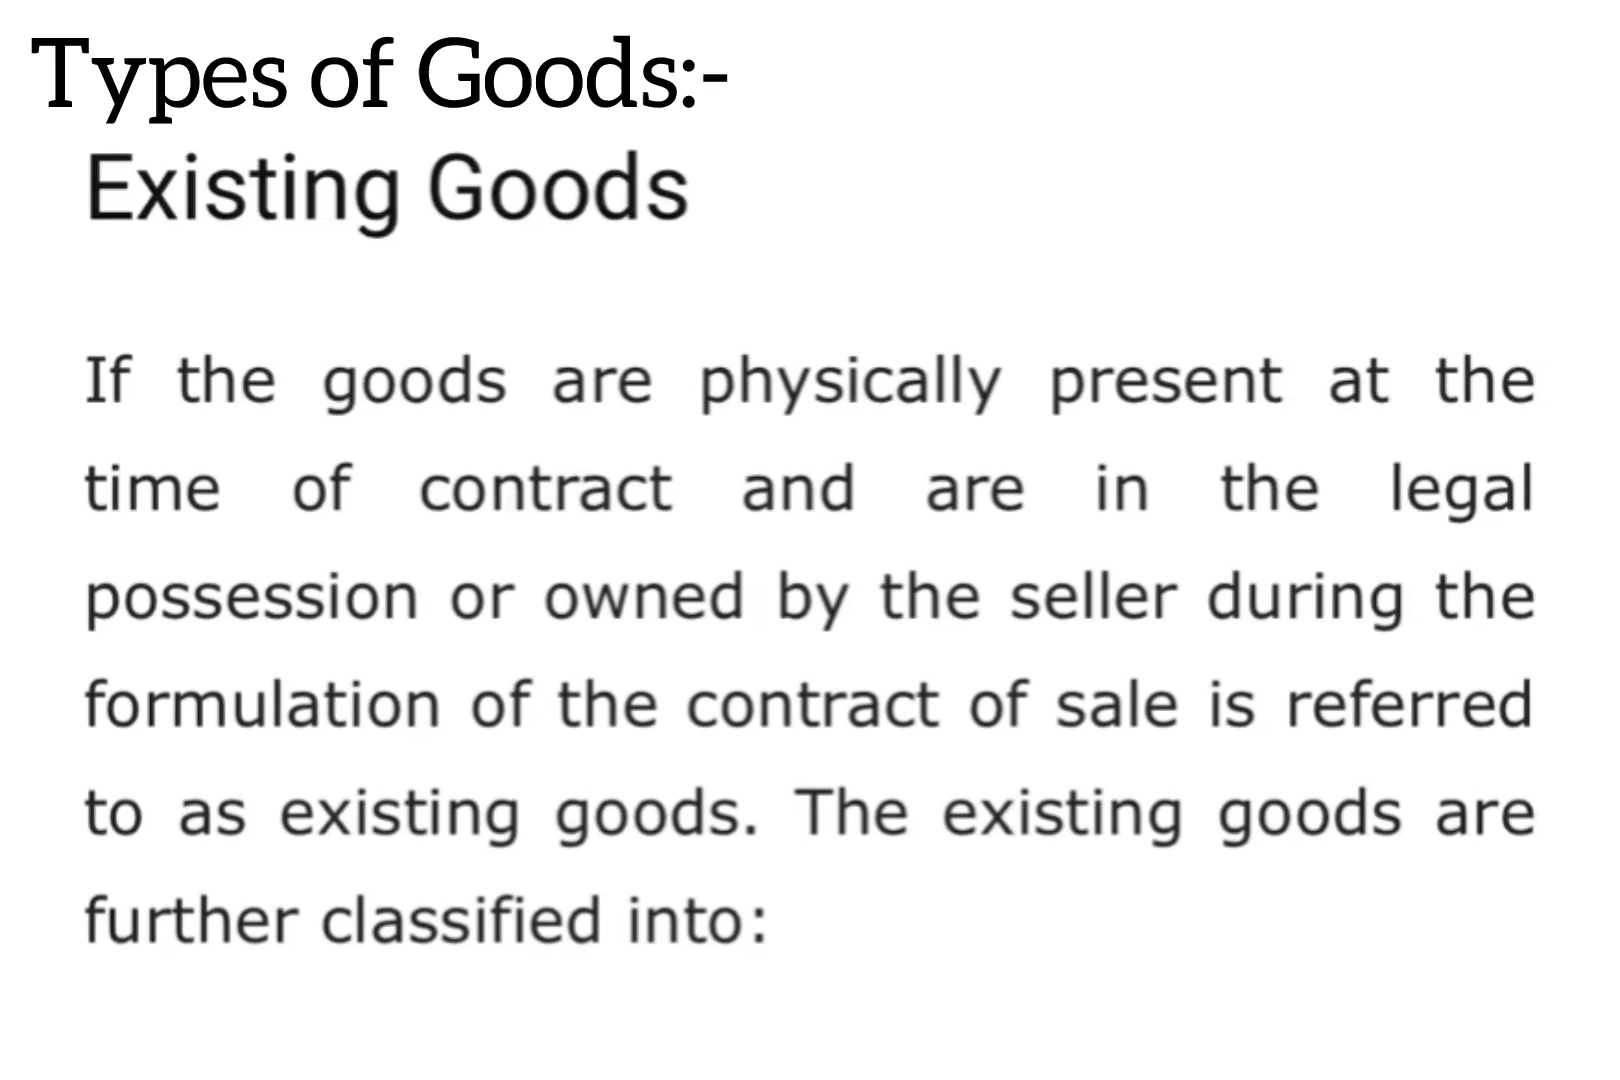 Types of Goods:-
Existing Goods
If the goods are physically present at the
time of contract and are in the legal
possession or owned by the seller during the
formulation of the contract of sale is referred
to as existing goods. The existing goods are
further classified into: